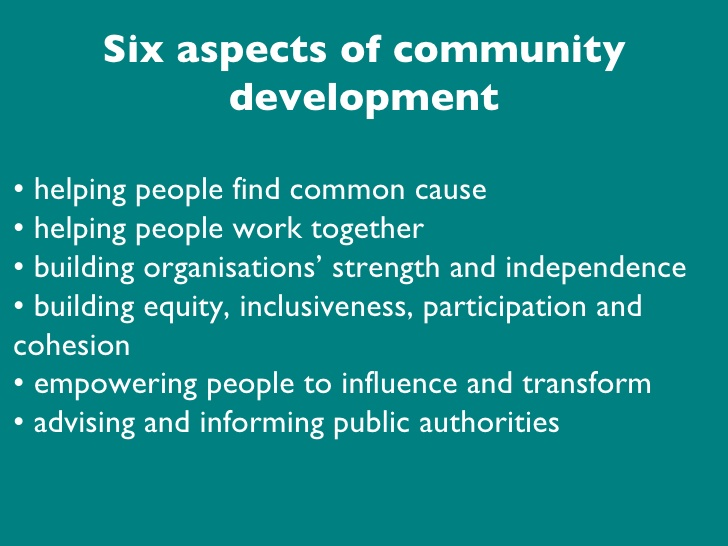 Six aspects of community
development
• helping people find common cause
• helping people work together
• building organisations’ strength and independence
• building equity, inclusiveness, participation and
cohesion
• empowering people to influence and transform
• advising and informing public authorities